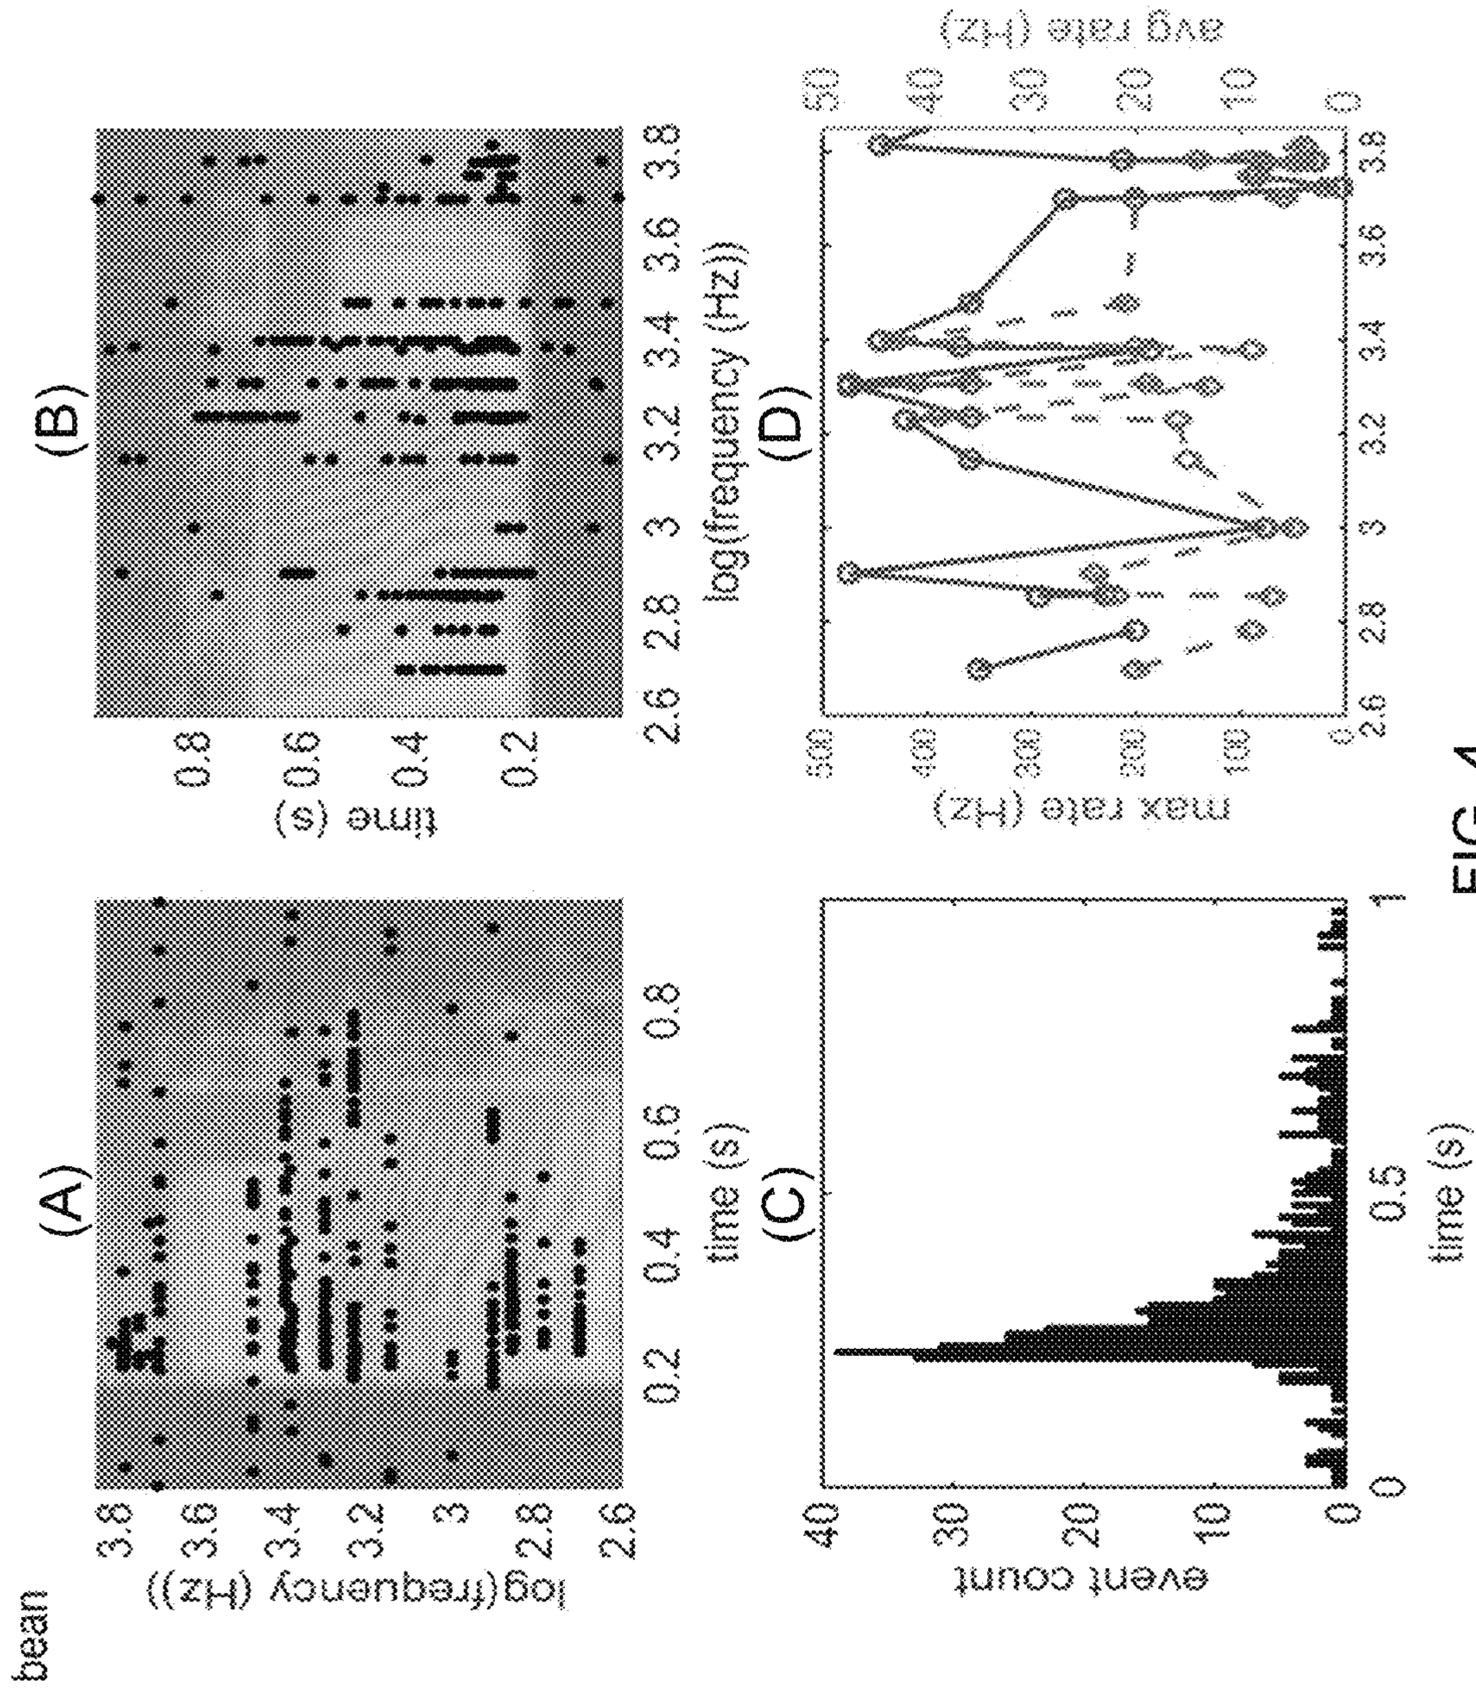 bean
(A)
3.8
3.6
3.4
3.2
3
2.8
2.6
log(frequency (Hz))
0.2 0.4 0.6 0.8
time (s)
(B)
0.8
0.6
0.4
0.2
time (s)
2.6 2.8 3 3.2 3.4 3.6 3.8
log(frequency (Hz))
(C)
40
30
20
10
0
event count
0 0.5 1
time (s)
(D)
500
400
300
200
100
0
max rate (Hz)
50
40
30
20
10
0
avg rate (Hz)
2.6 2.8 3 3.2 3.4 3.6 3.8
FIG. 4